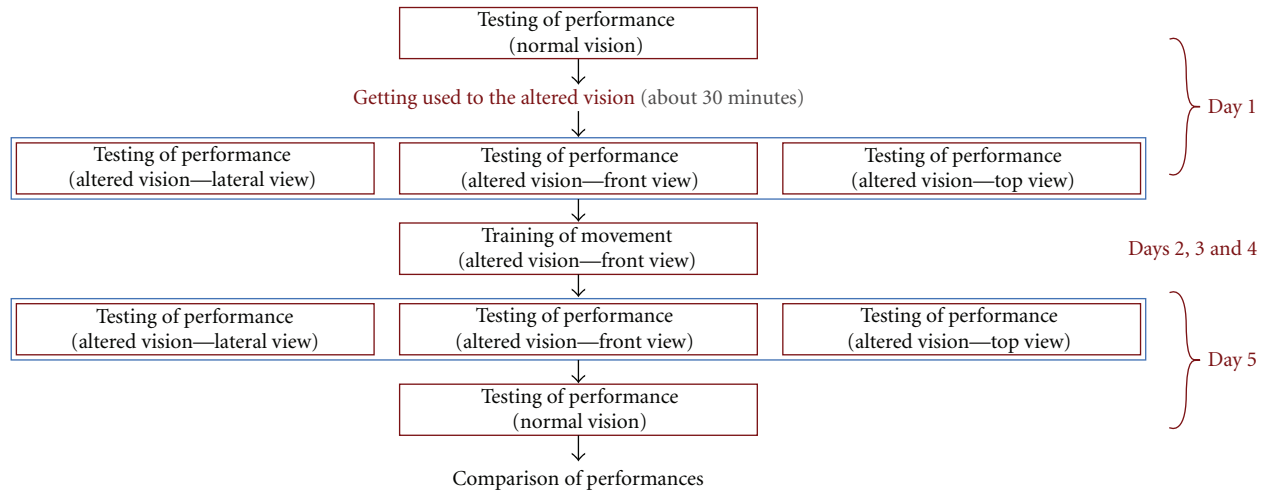 Testing of performance
(normal vision)
Getting used to the altered vision (about 30 minutes)
Day 1
Testing of performance
(altered vision—lateral view)
Testing of performance
(altered vision—front view)
Testing of performance
(altered vision—top view)
Training of movement
(altered vision—front view)
Days 2, 3 and 4
Testing of performance
(altered vision—lateral view)
Testing of performance
(altered vision—front view)
Testing of performance
(altered vision—top view)
Day 5
Testing of performance
(normal vision)
Comparison of performances